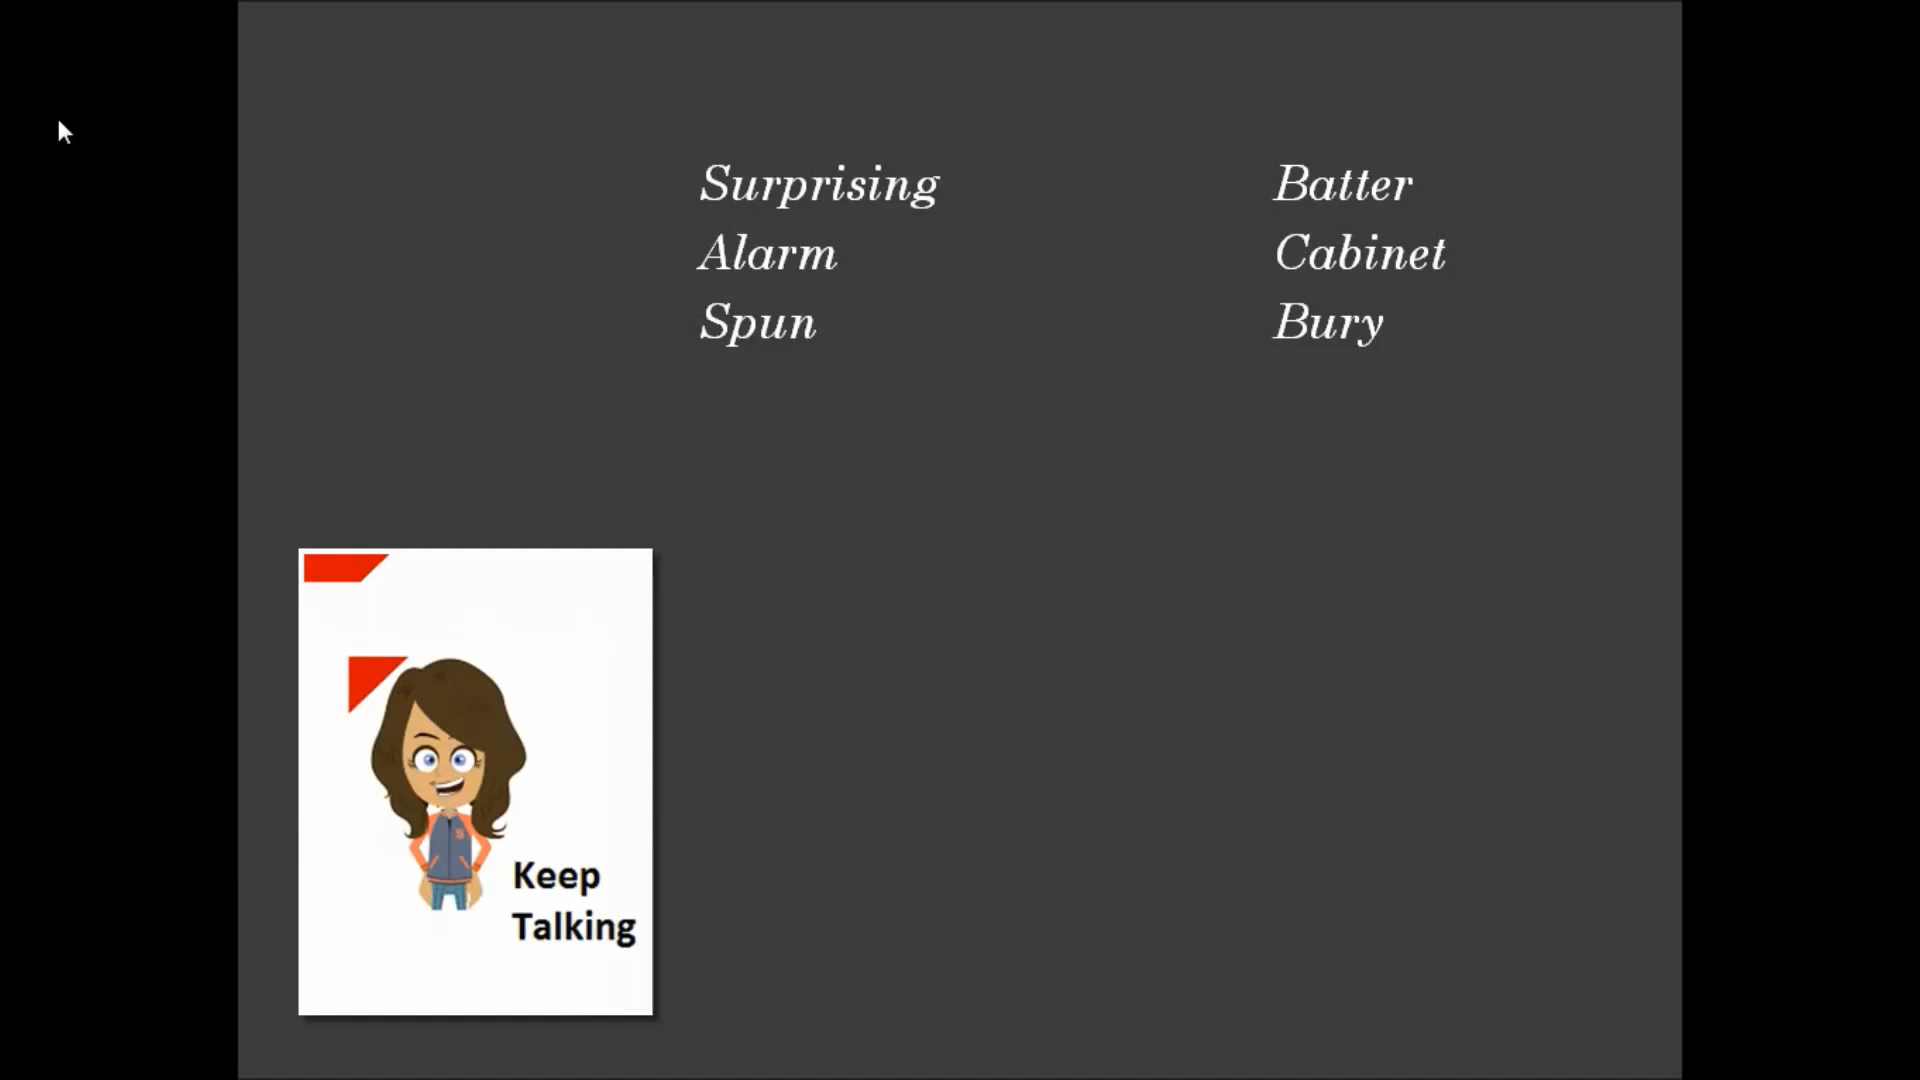 Surprising
Alarm
Spun
Batter
Cabinet
Bury
Keep
Talking